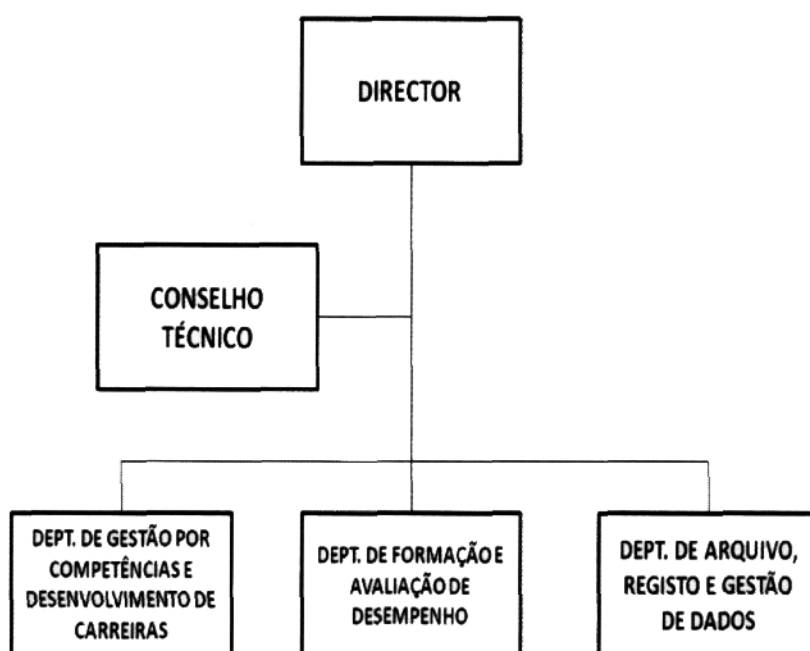 DIRECTOR
CONSELHO
TÉCNICO
DEPT. DE GESTÃO POR
COMPETÊNCIAS E
DESENVOLVIMENTO DE
CARREIRAS
DEPT. DE FORMAÇÃO E
AVALIAÇÃO DE
DESEMPENHO
DEPT. DE ARQUIVO,
REGISTO E GESTÃO
DE DADOS